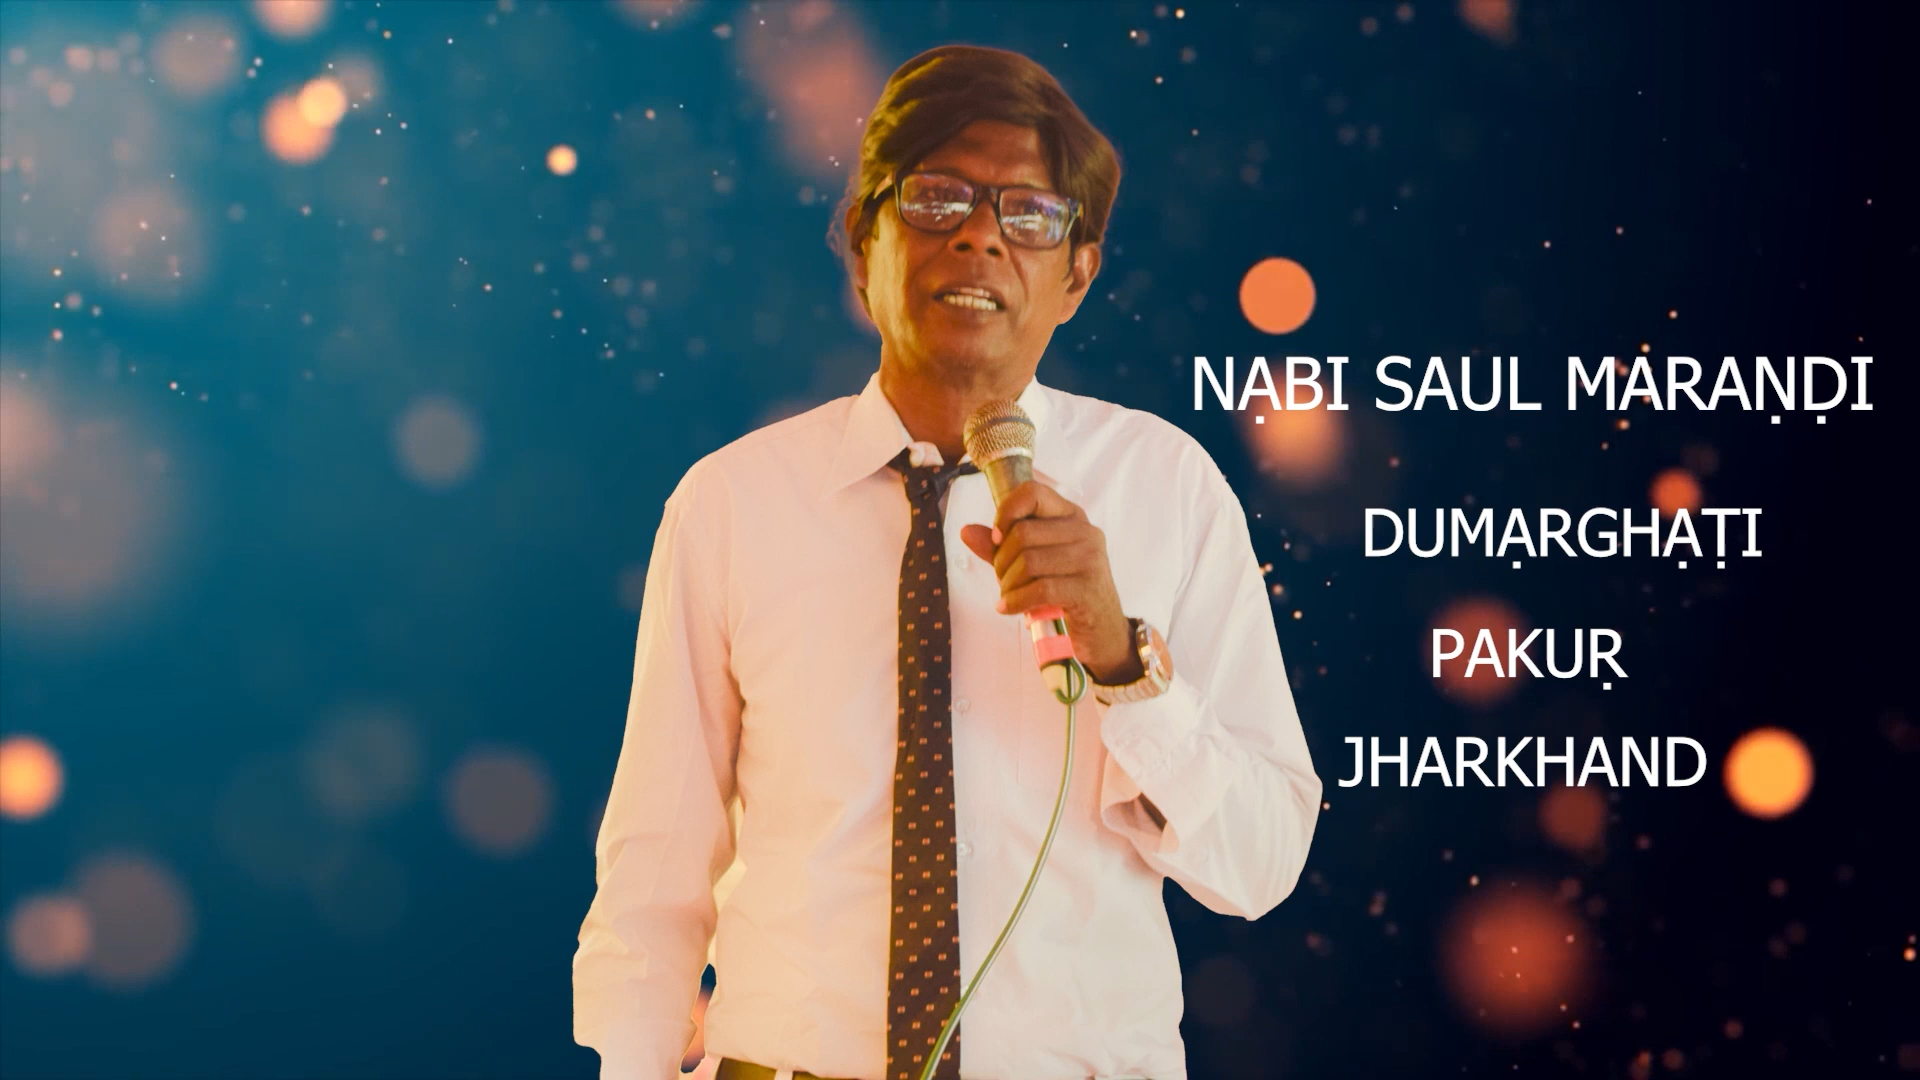 NẠBI SAUL MARAṆḌI
DUMẠRGHẠṬI
PAKUṚ
JHARKHAND